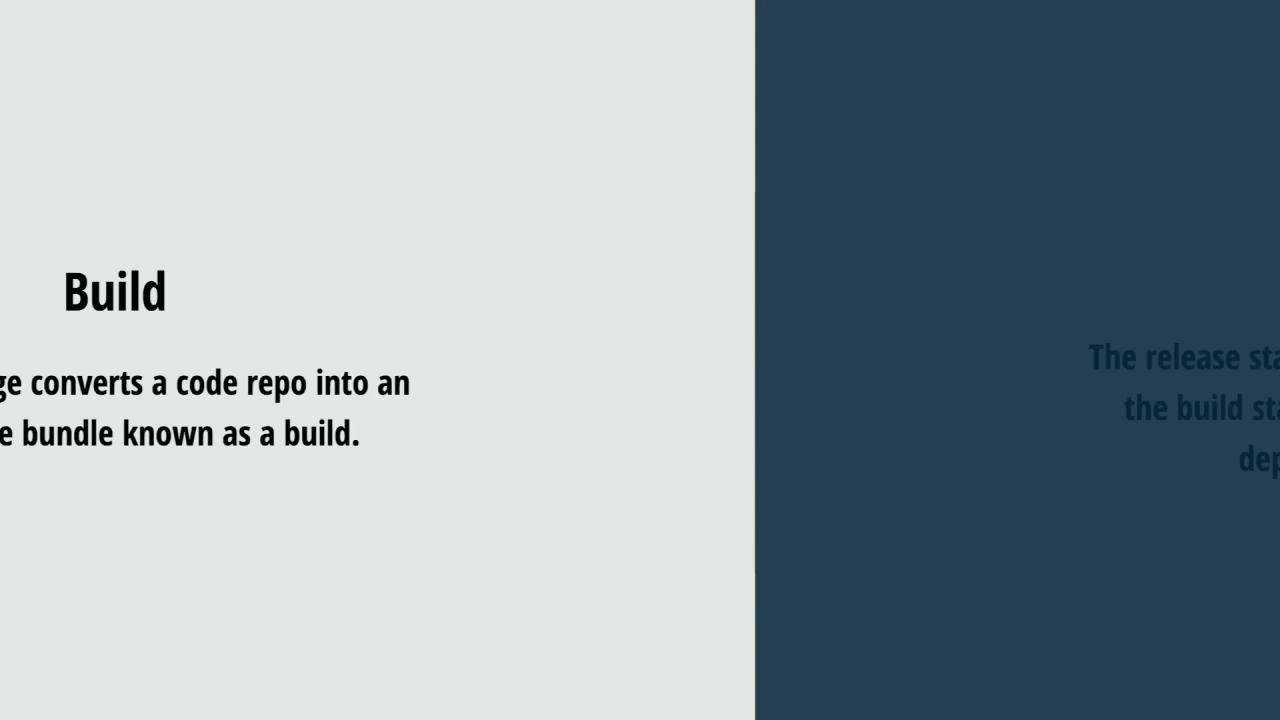 Build
ge converts a code repo into an
e bundle known as a build.
The release sta
the build sta
dep